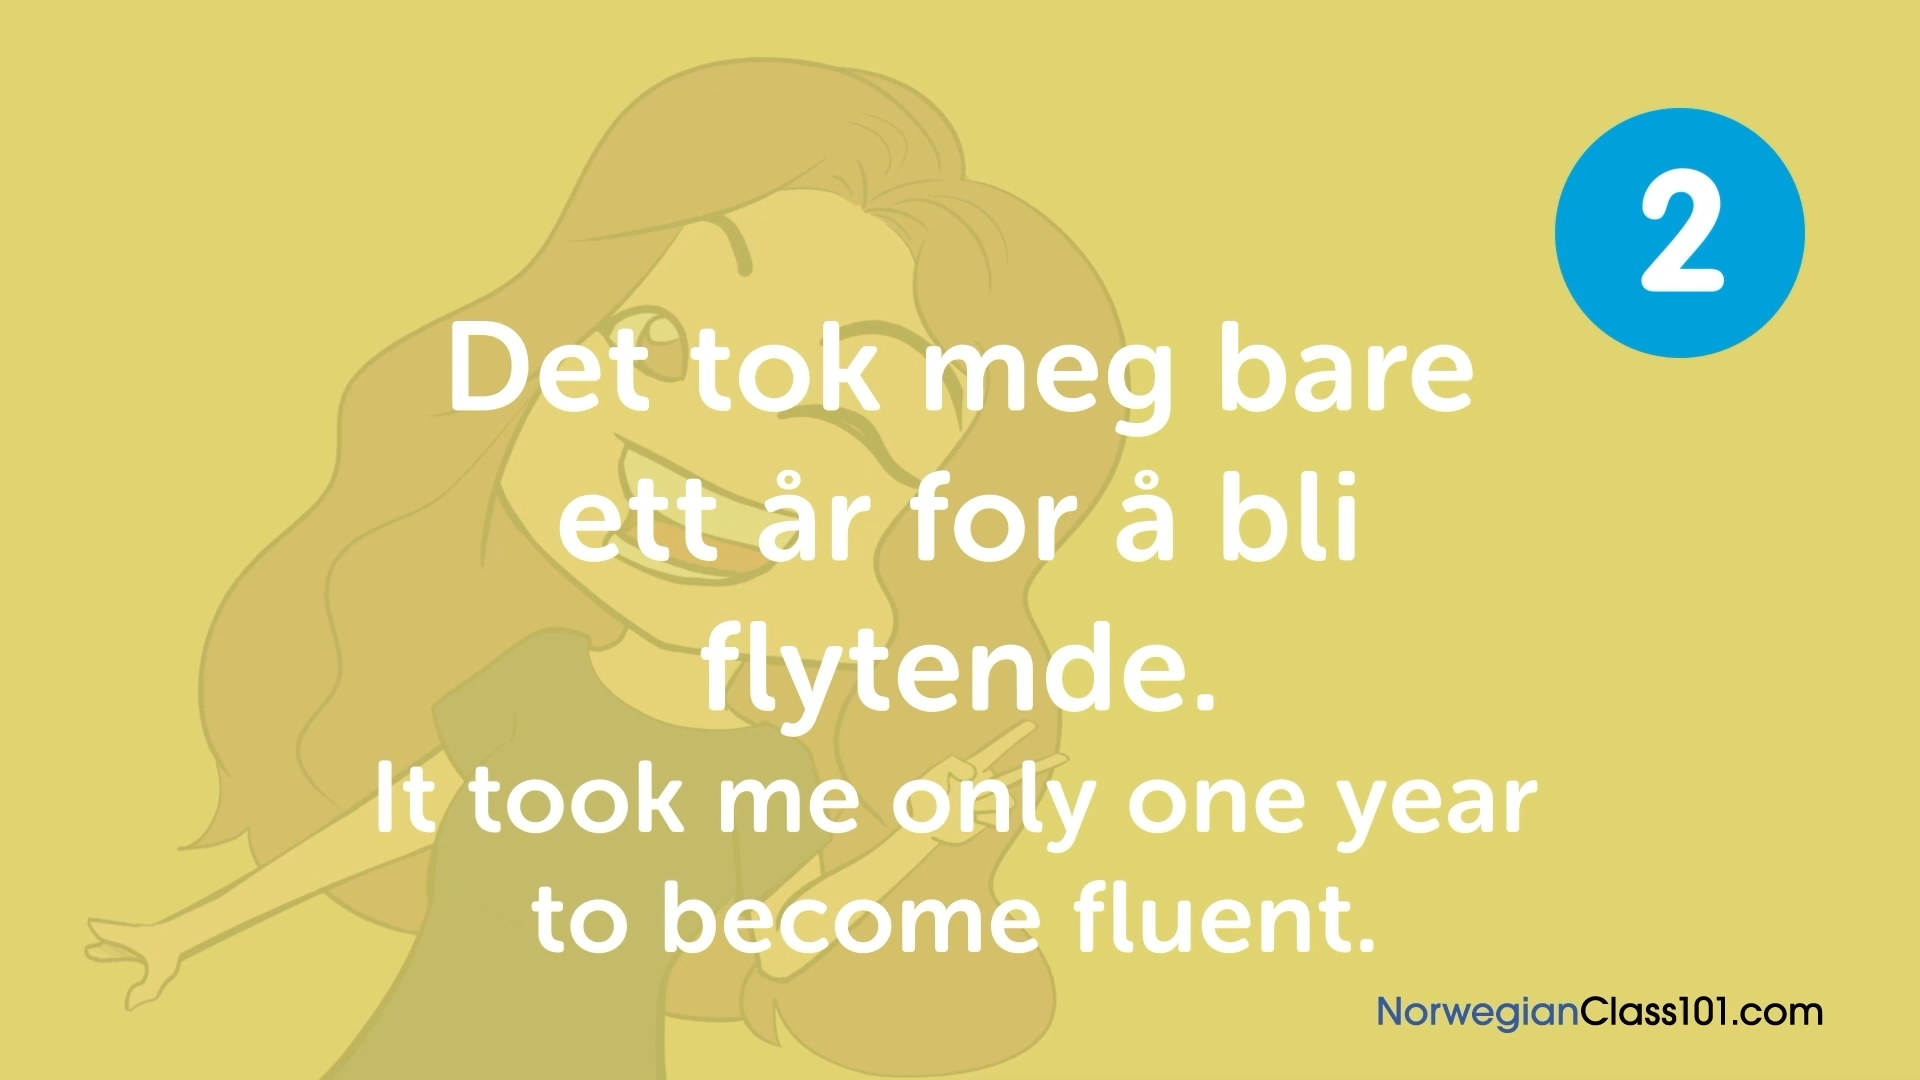 2
Det tok meg bare
ett år for å bli
flytende.
It took me only one year
to become fluent.
NorwegianClass101.com